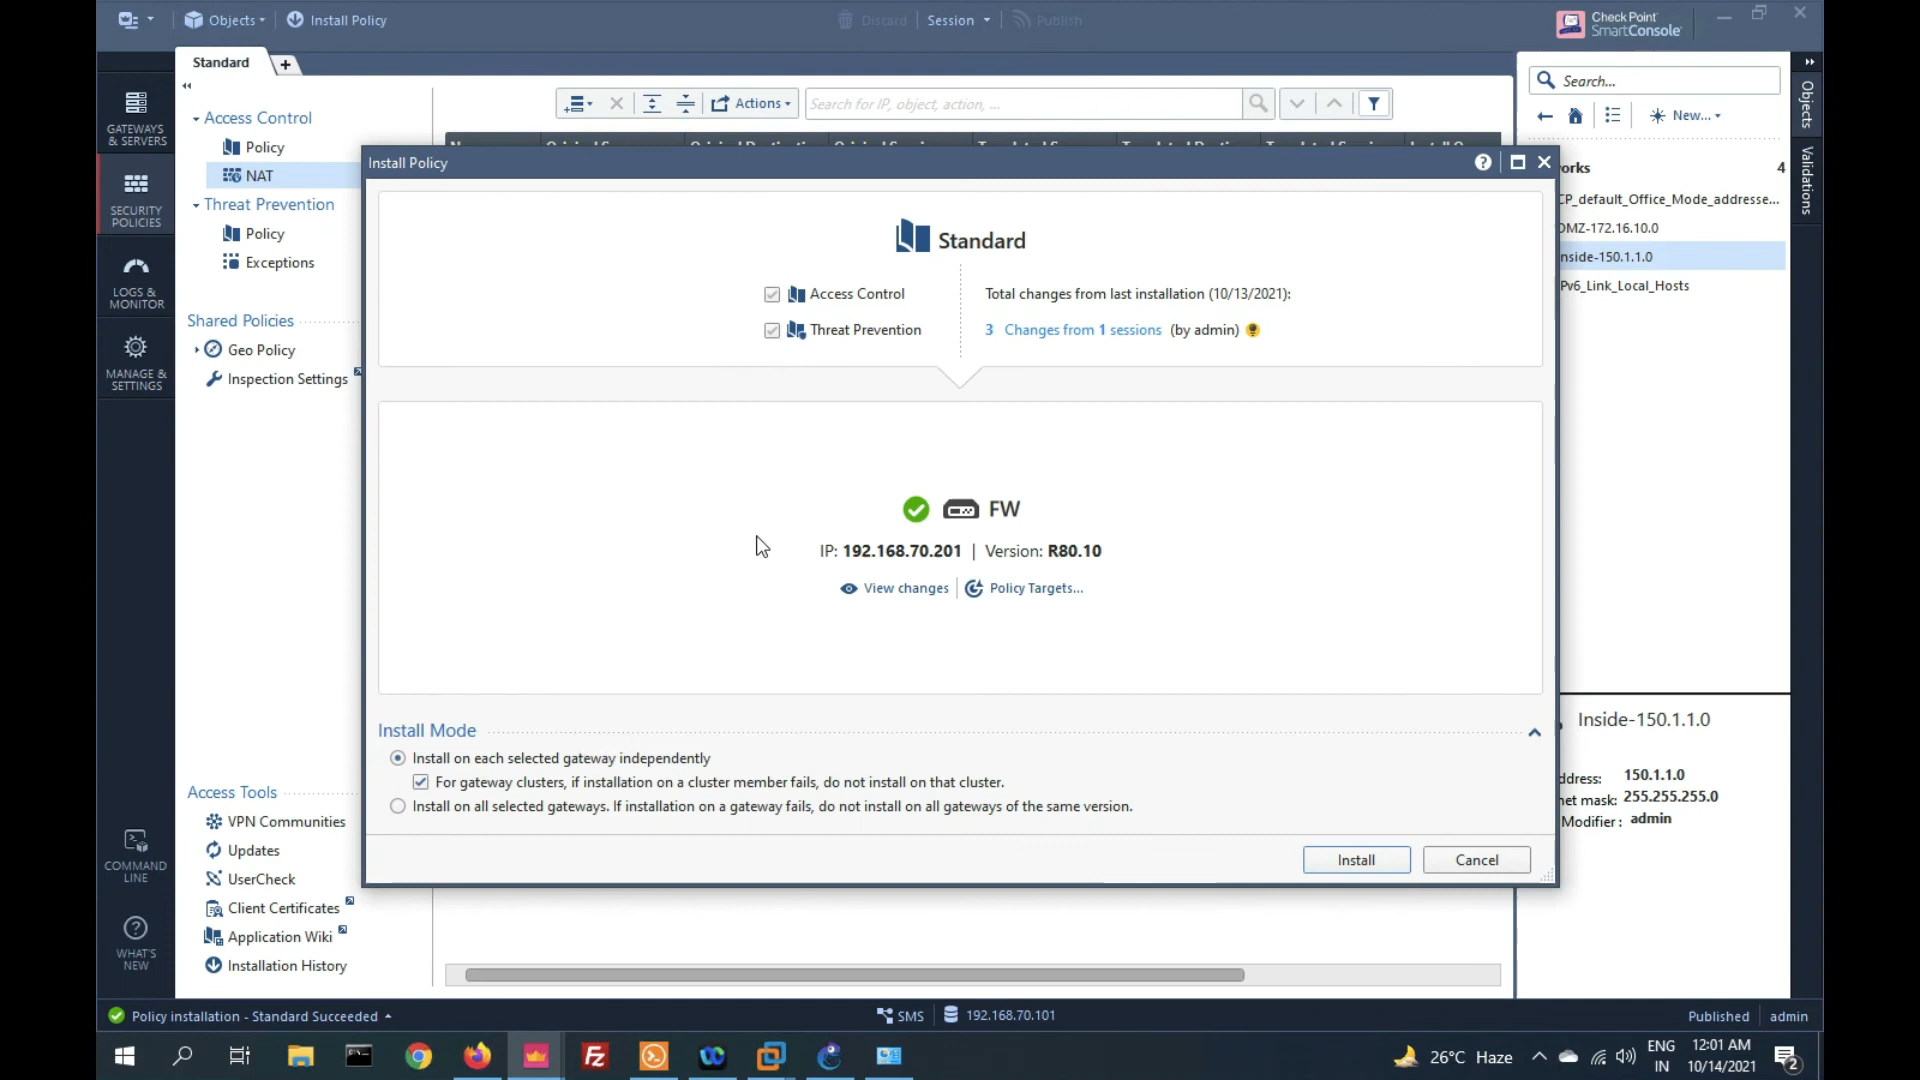 Objects
Install Policy
Discard
Session
Publish
Check Point
SmartConsole
Standard
+
GATEWAYS
& SERVERS
SECURITY
POLICIES
LOGS &
MONITOR
MANAGE &
SETTINGS
COMMAND
LINE
WHAT'S
NEW
Access Control
Policy
NAT
Threat Prevention
Policy
Exceptions
Shared Policies
Geo Policy
Inspection Settings
Access Tools
VPN Communities
Updates
UserCheck
Client Certificates
Application Wiki
Installation History
Actions
Search for IP, object, action, ...
Install Policy
Standard
Access Control
Threat Prevention
Total changes from last installation (10/13/2021):
3 Changes from 1 sessions (by admin)
FW
IP: 192.168.70.201 | Version: R80.10
View changes
Policy Targets...
Install Mode
Install on each selected gateway independently
For gateway clusters, if installation on a cluster member fails, do not install on that cluster.
Install on all selected gateways. If installation on a gateway fails, do not install on all gateways of the same version.
Install
Cancel
Search...
New...
orks 4
CP_default_Office_Mode_addresse...
DMZ-172.16.10.0
nside-150.1.1.0
Pv6_Link_Local_Hosts
Objects
Validations
Inside-150.1.1.0
ddress: 150.1.1.0
et mask: 255.255.255.0
Modifier: admin
Policy installation - Standard Succeeded
SMS
192.168.70.101
Published
admin
26°C Haze
ENG
IN
12:01 AM
10/14/2021
2